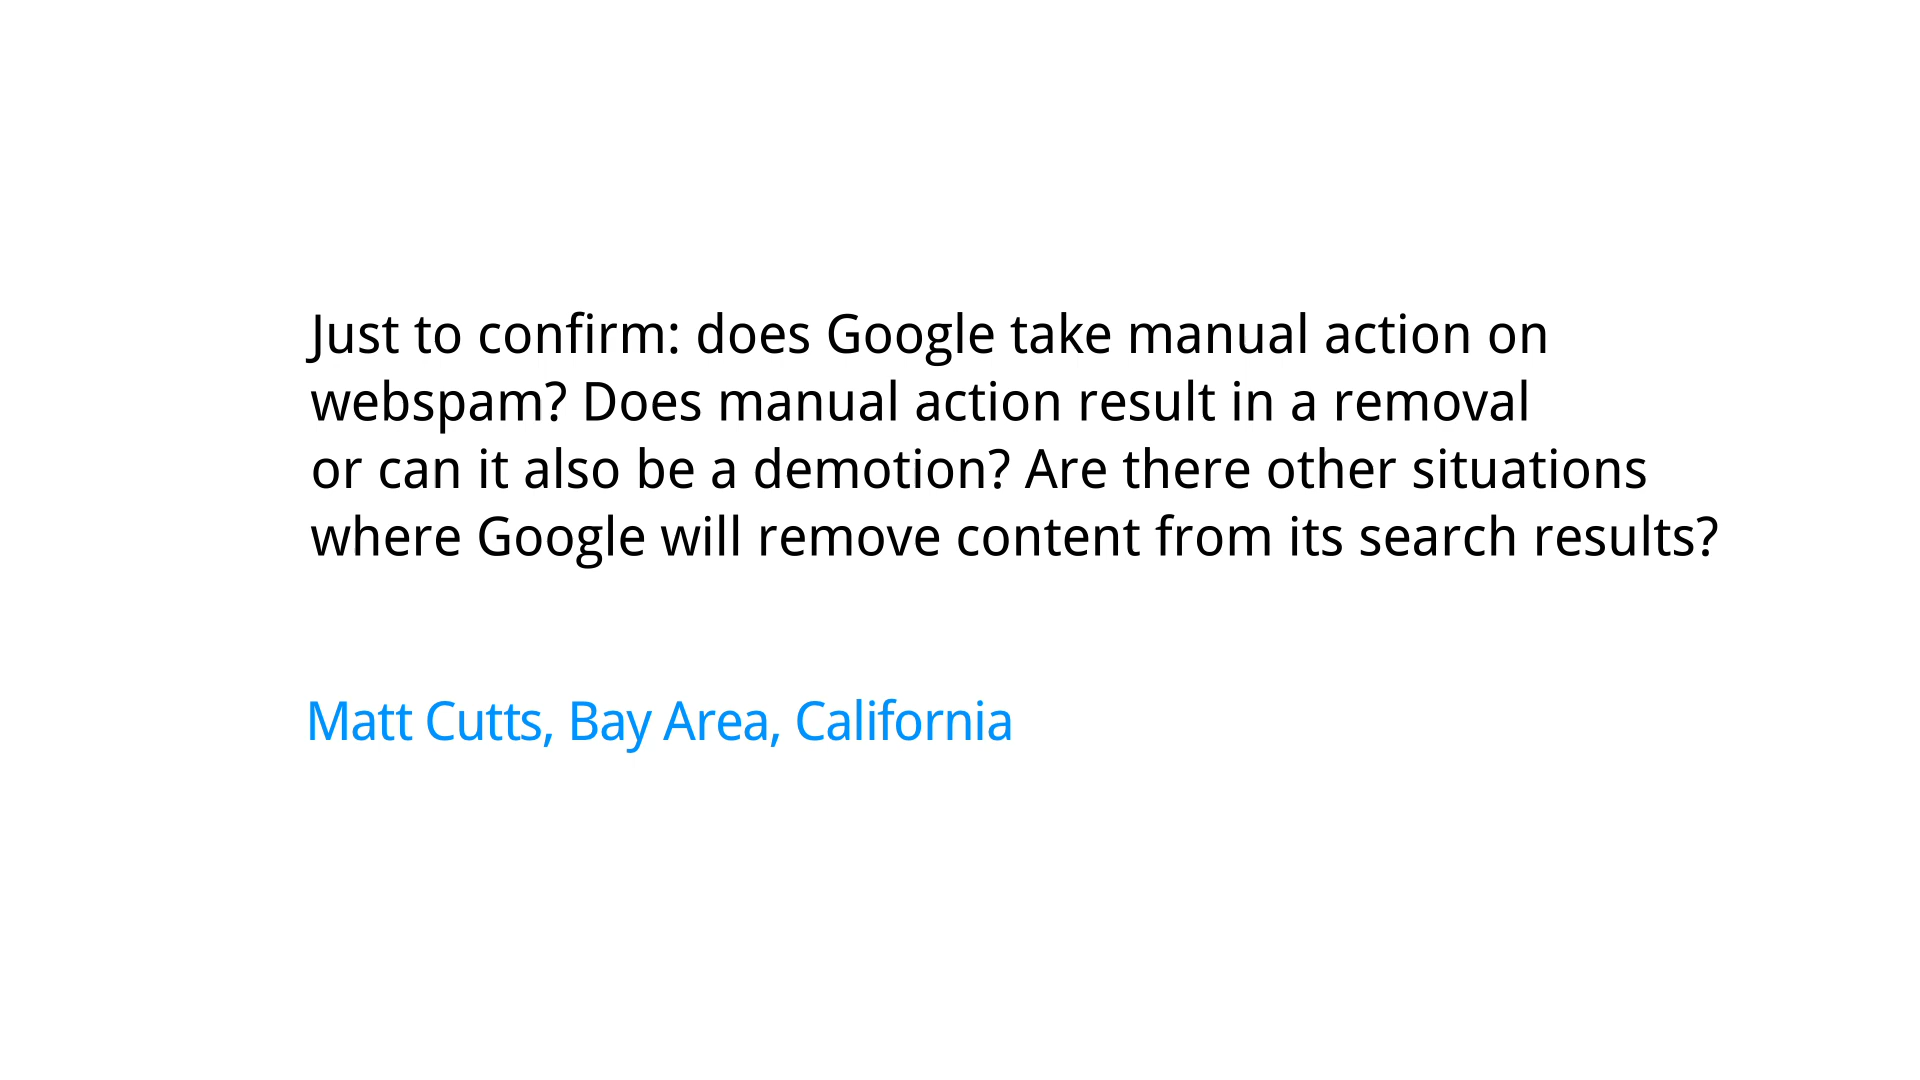 Just to confirm: does Google take manual action on
webspam? Does manual action result in a removal
or can it also be a demotion? Are there other situations
where Google will remove content from its search results?
Matt Cutts, Bay Area, California